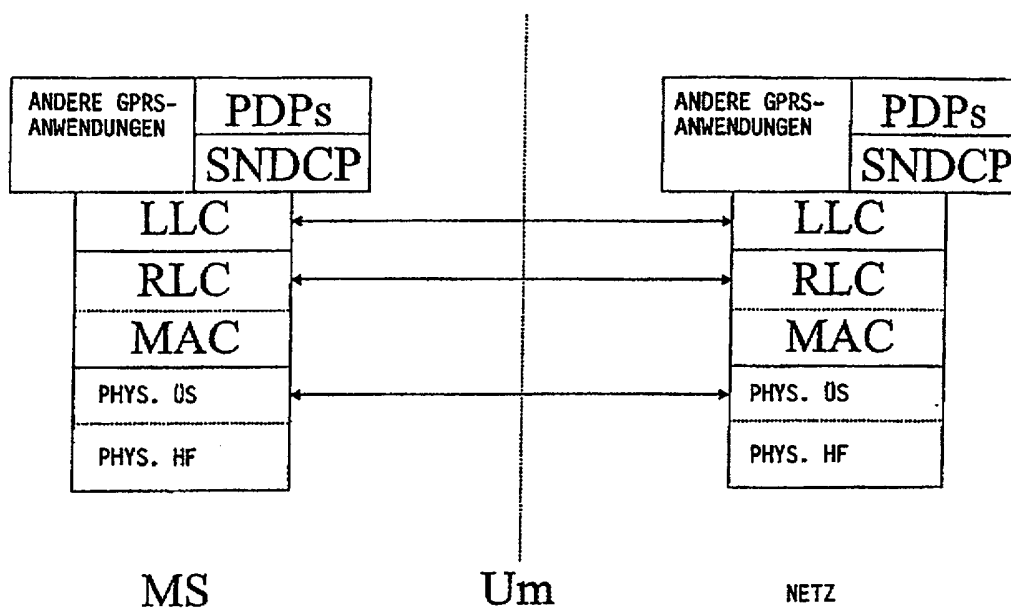 ANDERE GPRS-
ANWENDUNGEN
PDPs
SNDCP
LLC
RLC
MAC
PHYS. ÜS
PHYS. HF
MS
Um
ANDERE GPRS-
ANWENDUNGEN
PDPs
SNDCP
LLC
RLC
MAC
PHYS. ÜS
PHYS. HF
NETZ